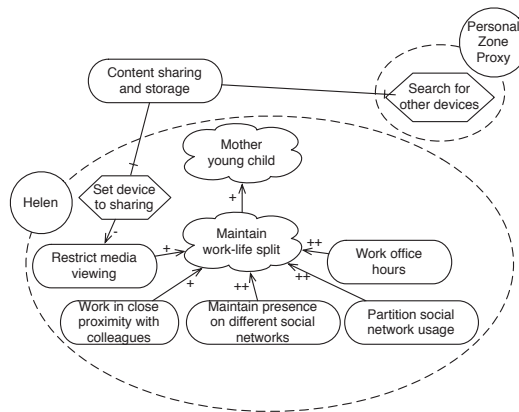 Personal
Zone
Proxy
Content sharing
and storage
Search for
other devices
Mother
young child
+
Helen
Set device
to sharing
-
Maintain
work-life split
Restrict media
viewing
+
++
Work office
hours
+
++
++
Work in close
proximity with
colleagues
Maintain presence
on different social
networks
Partition social
network usage